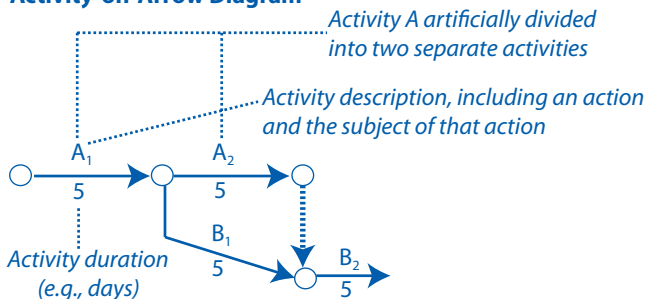 Activity-on-Arrow Diagram
Activity A artificially divided
into two separate activities
Activity description, including an action
and the subject of that action
A₁
A₂
5
5
B₁
5
Activity duration
(e.g., days)
B₂
5